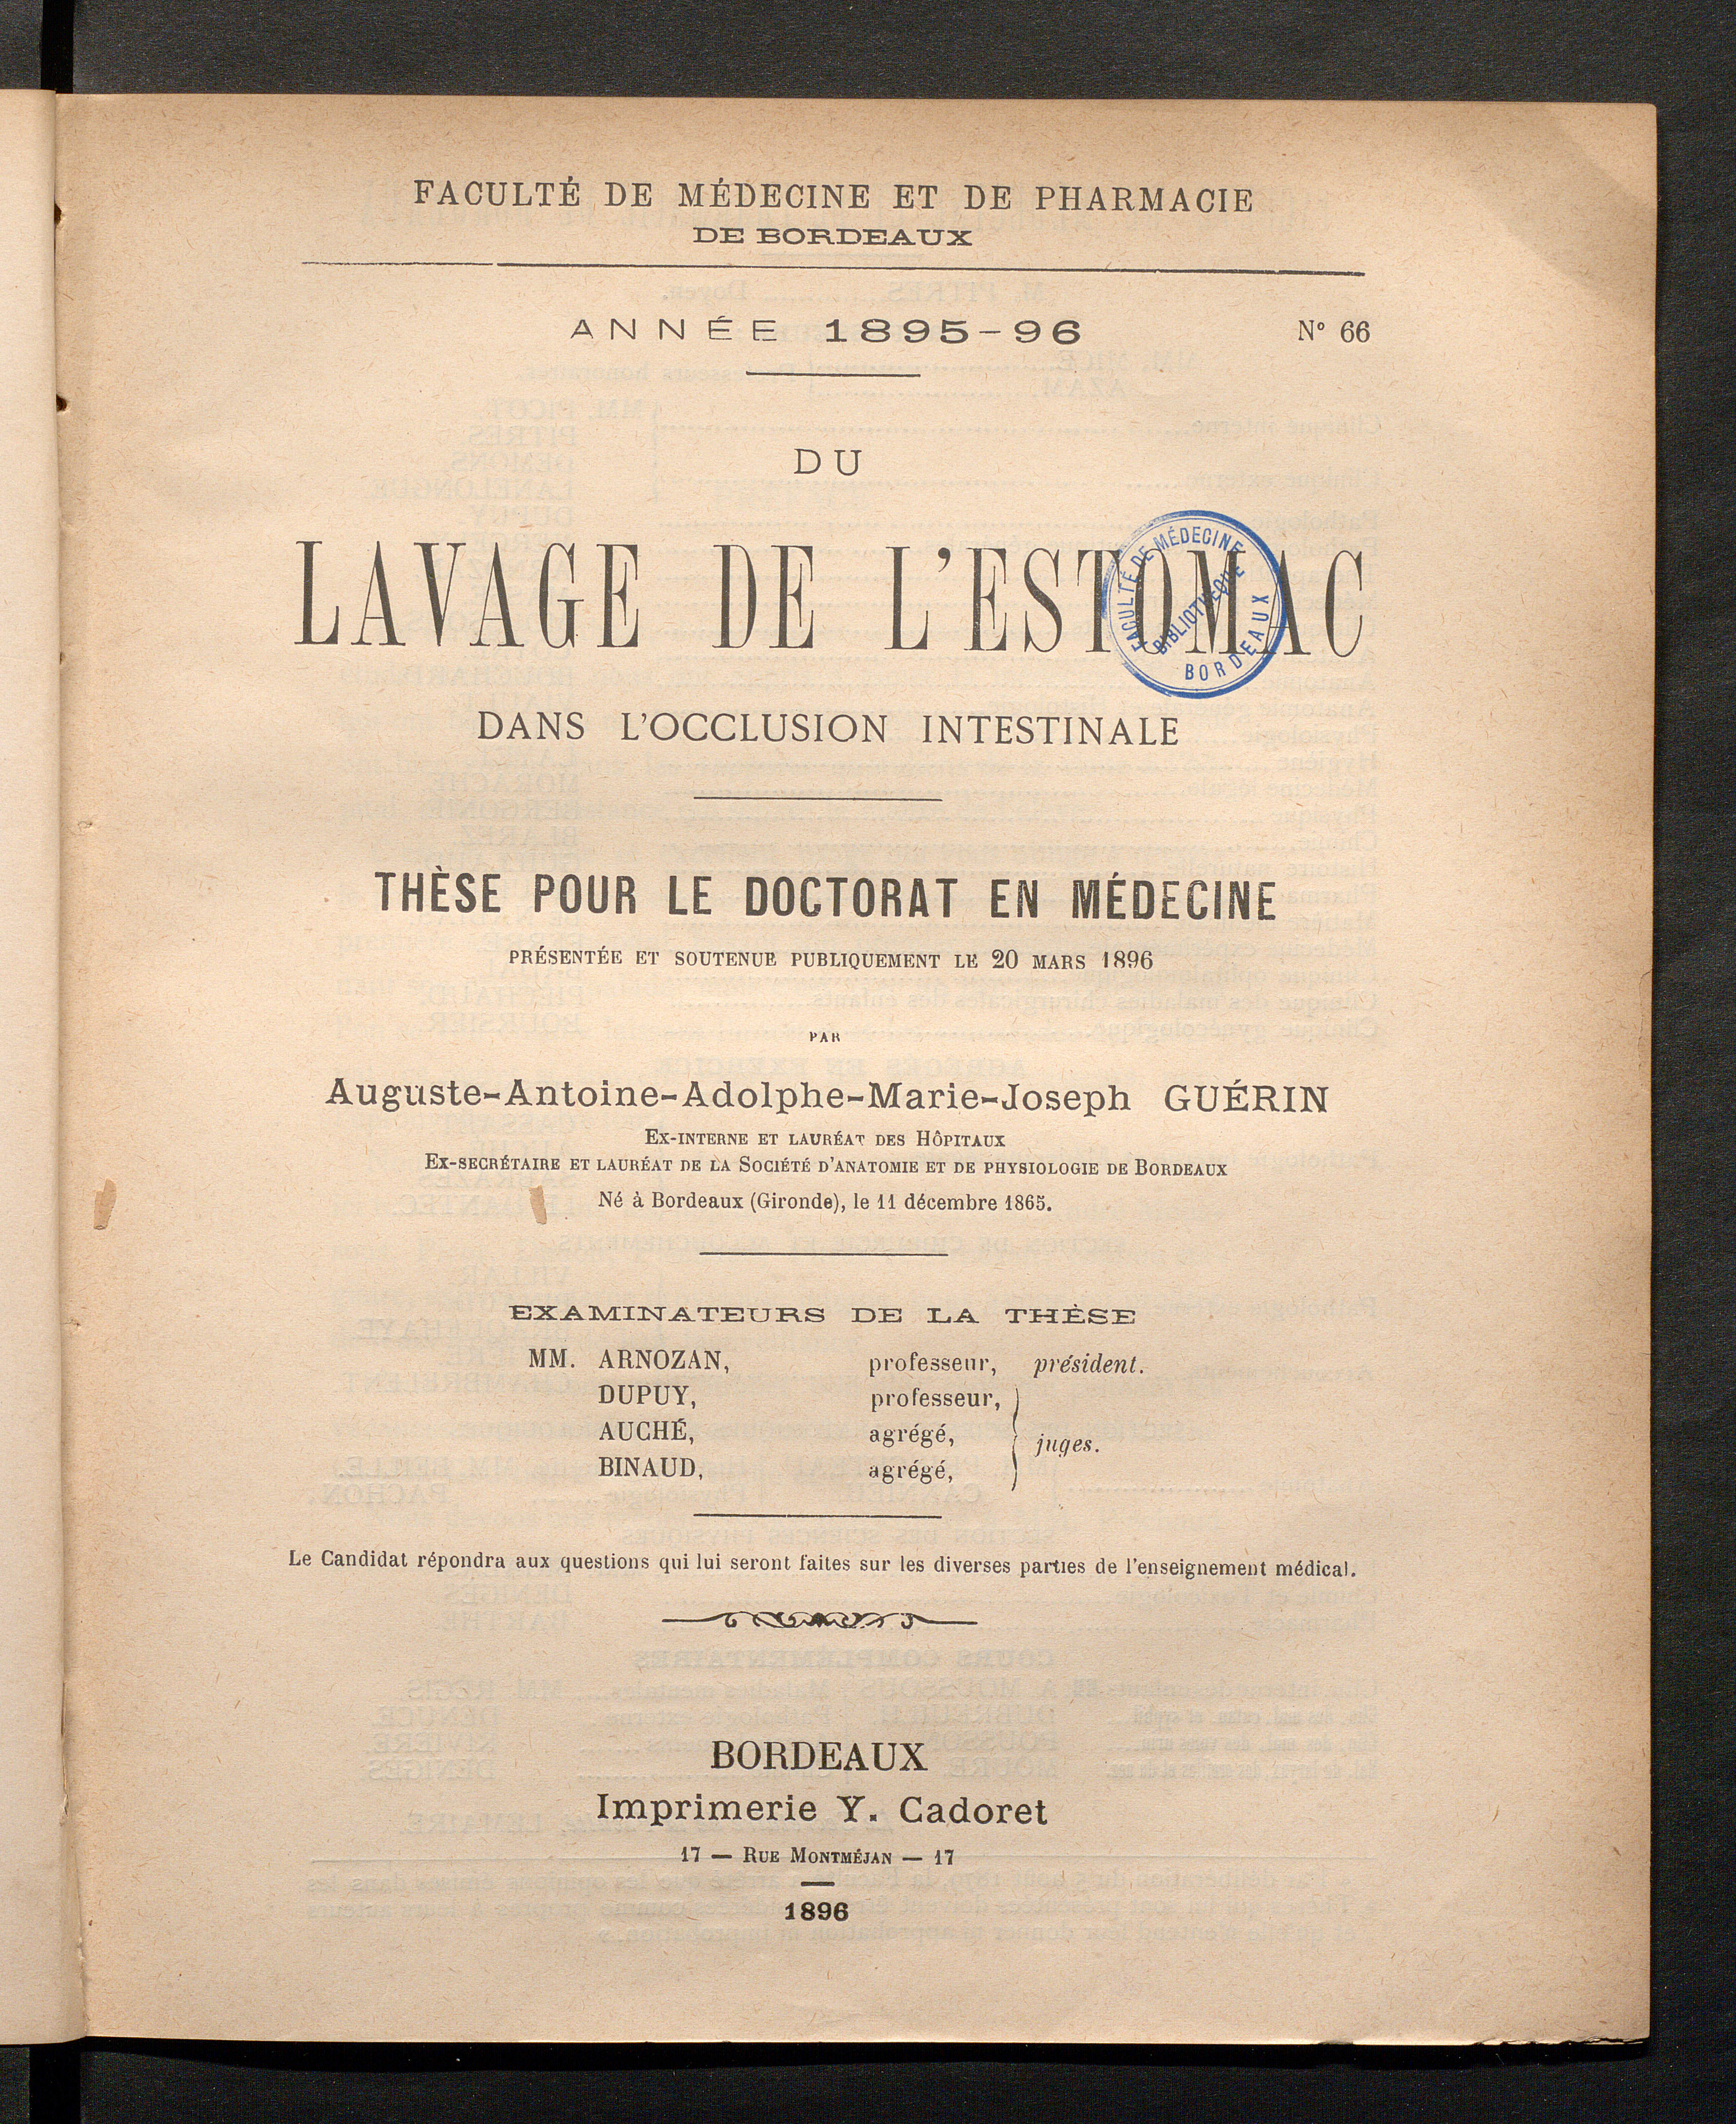 FACULTÉ DE MÉDECINE ET DE PHARMACIE
DE BORDEAUX
ANNÉE 1895-96
N° 66
DU
LAVAGE DE L'ESTOMAC
FACULTÉ DE MÉDECINE
BIBLIOTHÈQUE
BORDEAUX
DANS L'OCCLUSION INTESTINALE
THÈSE POUR LE DOCTORAT EN MÉDECINE
PRÉSENTÉE ET SOUTENUE PUBLIQUEMENT LE 20 MARS 1896
PAR
Auguste-Antoine-Adolphe-Marie-Joseph GUÉRIN
EX-INTERNE ET LAURÉAT DES HÔPITAUX
EX-SECRÉTAIRE ET LAURÉAT DE LA SOCIÉTÉ D'ANATOMIE ET DE PHYSIOLOGIE DE BORDEAUX
Né à Bordeaux (Gironde), le 11 décembre 1865.
EXAMINATEURS DE LA THÈSE
MM. ARNOZAN, professeur, président.
DUPUY, professeur,
AUCHÉ, agrégé,
juges.
BINAUD, agrégé,
Le Candidat répondra aux questions qui lui seront faites sur les diverses parties de l'enseignement médical.
BORDEAUX
Imprimerie Y. Cadoret
17 — RUE MONTMÉJAN — 17
1896